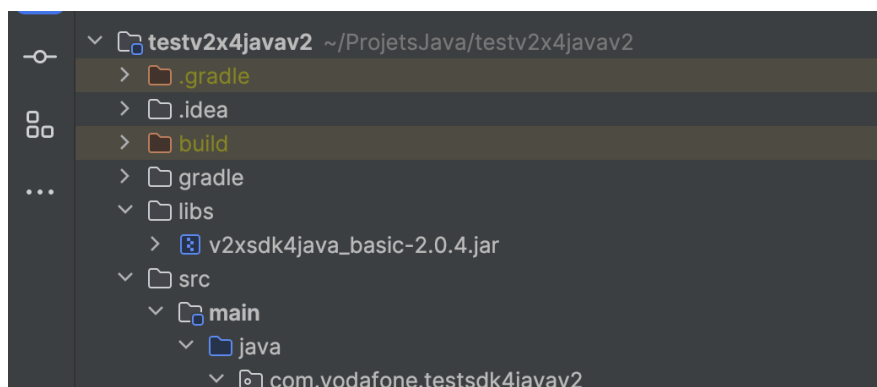 testv2x4javav2 ~/ProjetsJava/testv2x4javav2
.gradle
.idea
build
gradle
libs
v2xsdk4java_basic-2.0.4.jar
src
main
java
com.vodafone.testsdk4javav2